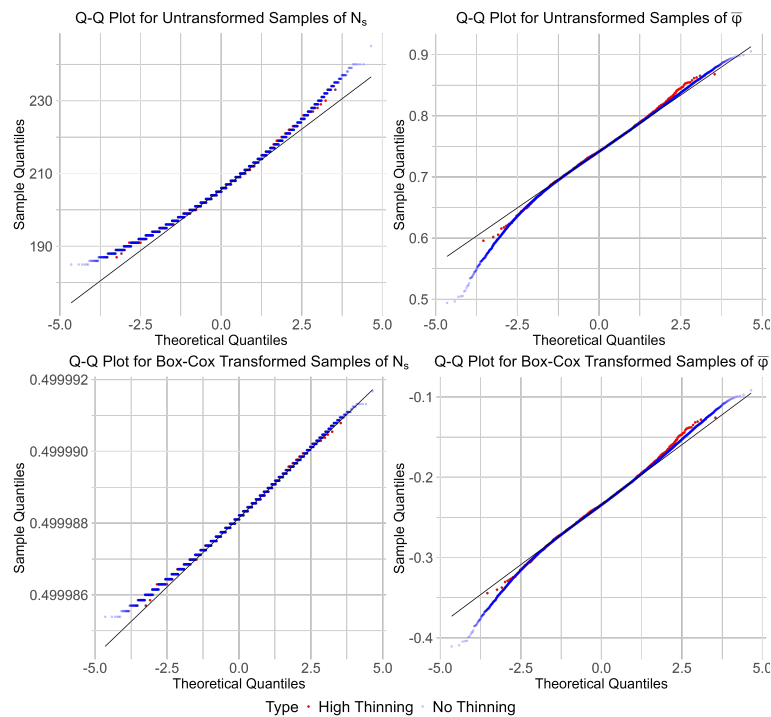 Q-Q Plot for Untransformed Samples of Nₛ
Sample Quantiles
230
210
190
-5.0 -2.5 0.0 2.5 5.0
Theoretical Quantiles
Q-Q Plot for Untransformed Samples of φ̅
Sample Quantiles
0.9
0.8
0.7
0.6
0.5
-5.0 -2.5 0.0 2.5 5.0
Theoretical Quantiles
Q-Q Plot for Box-Cox Transformed Samples of Nₛ
Sample Quantiles
0.499992
0.499990
0.499988
0.499986
-5.0 -2.5 0.0 2.5 5.0
Theoretical Quantiles
Q-Q Plot for Box-Cox Transformed Samples of φ̅
Sample Quantiles
-0.1
-0.2
-0.3
-0.4
-5.0 -2.5 0.0 2.5 5.0
Theoretical Quantiles
Type High Thinning No Thinning